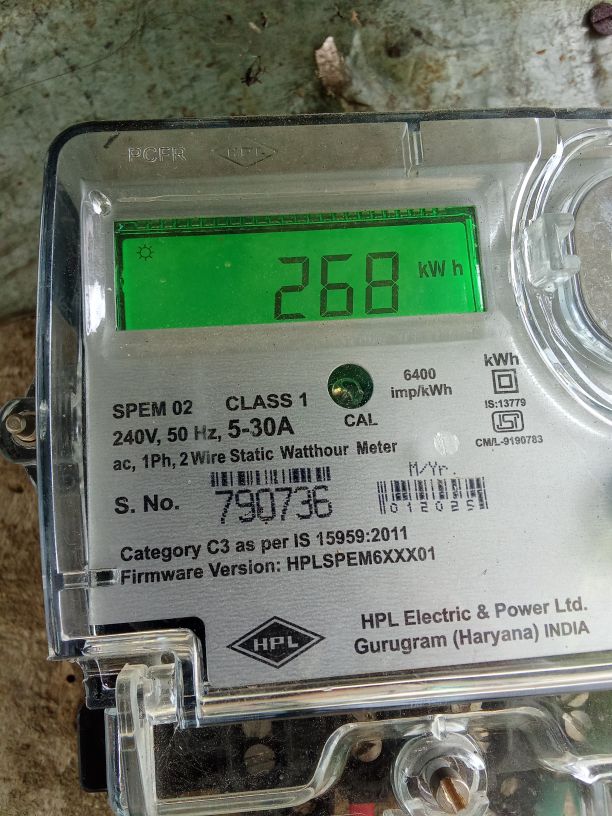 PCFR HPL
268 kWh
SPEM 02 CLASS 1
240V, 50 Hz, 5-30A
ac, 1Ph, 2 Wire Static Watthour Meter
CAL
6400
imp/kWh
kWh
IS:13779
ISI
CM/L-9190783
S. No. 790736
M/Yr.
012025
Category C3 as per IS 15959:2011
Firmware Version: HPLSPEM6XXX01
HPL
HPL Electric & Power Ltd.
Gurugram (Haryana) INDIA